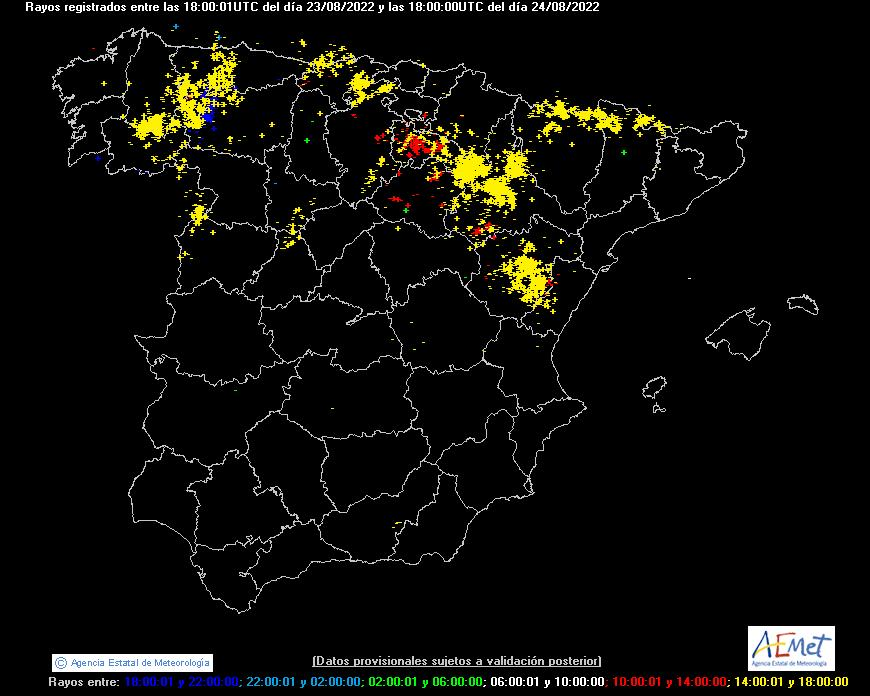 Rayos registrados entre las 18:00:01UTC del día 23/08/2022 y las 18:00:00UTC del día 24/08/2022
AEMet
Agencia Estatal de Meteorología
© Agencia Estatal de Meteorología
(Datos provisionales sujetos a validación posterior)
Rayos entre: 18:00:01 y 22:00:00; 22:00:01 y 02:00:00; 02:00:01 y 06:00:00; 06:00:01 y 10:00:00; 10:00:01 y 14:00:00; 14:00:01 y 18:00:00